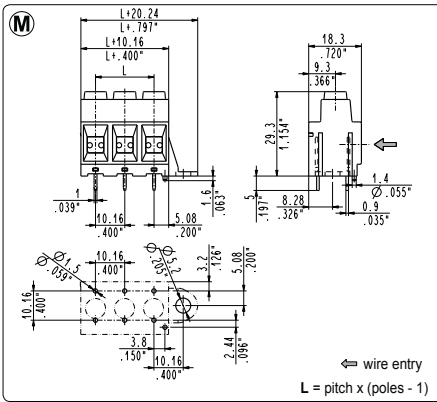 M
L+20.24
L+.797"
L+10.16
L+.400"
L
18.3
.720"
9.3
.366"
29.3
1.154"
1
.039"
10.16
.400"
5.08
.200"
1.6
.063"
5
.197"
8.28
.326"
1.4
Ø.055"
0.9
.035"
Ø1.5
Ø.059"
10.16
.400"
Ø5.2
Ø.205"
3.2
.126"
5.08
.200"
10.16
.400"
3.8
.150"
10.16
.400"
2.44
.096"
wire entry
L = pitch x (poles - 1)